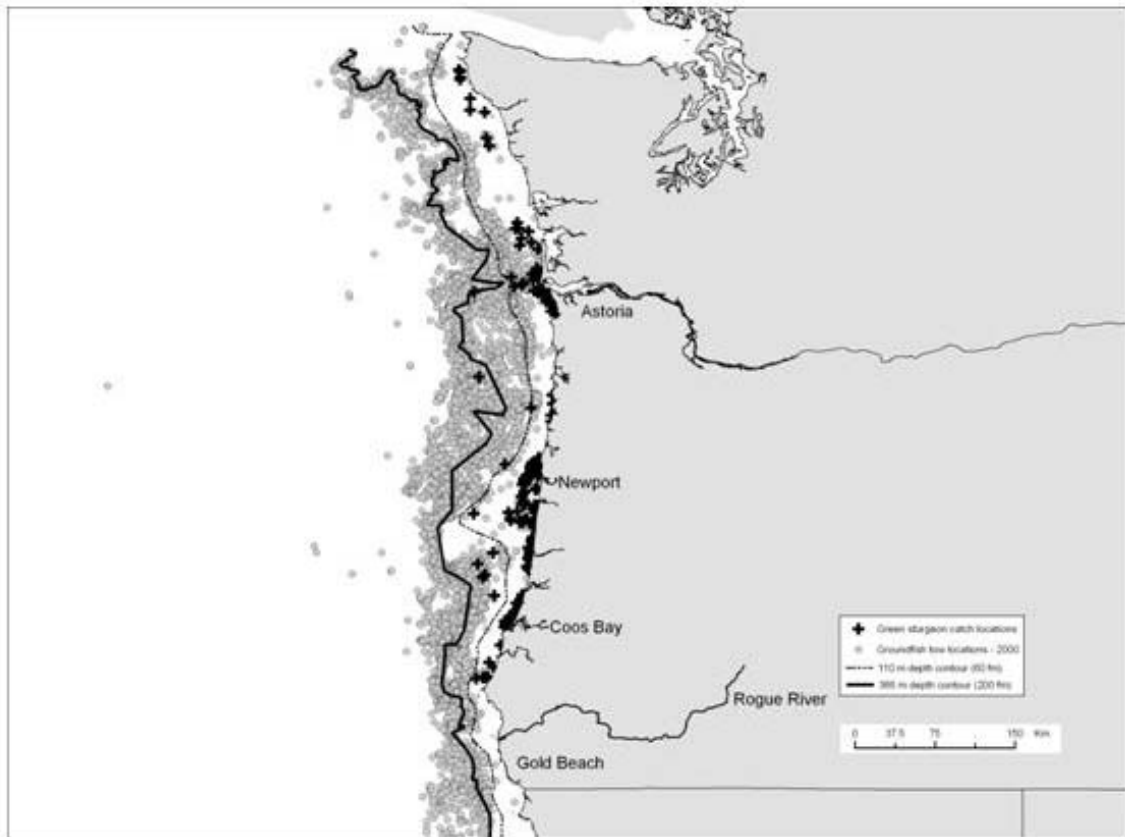 Astoria
Newport
Coos Bay
Rogue River
Gold Beach
Green sturgeon catch locations
Groundfish tow locations - 2000
110 m depth contour (60 fm)
366 m depth contour (200 fm)
0 37.5 75 150 Km